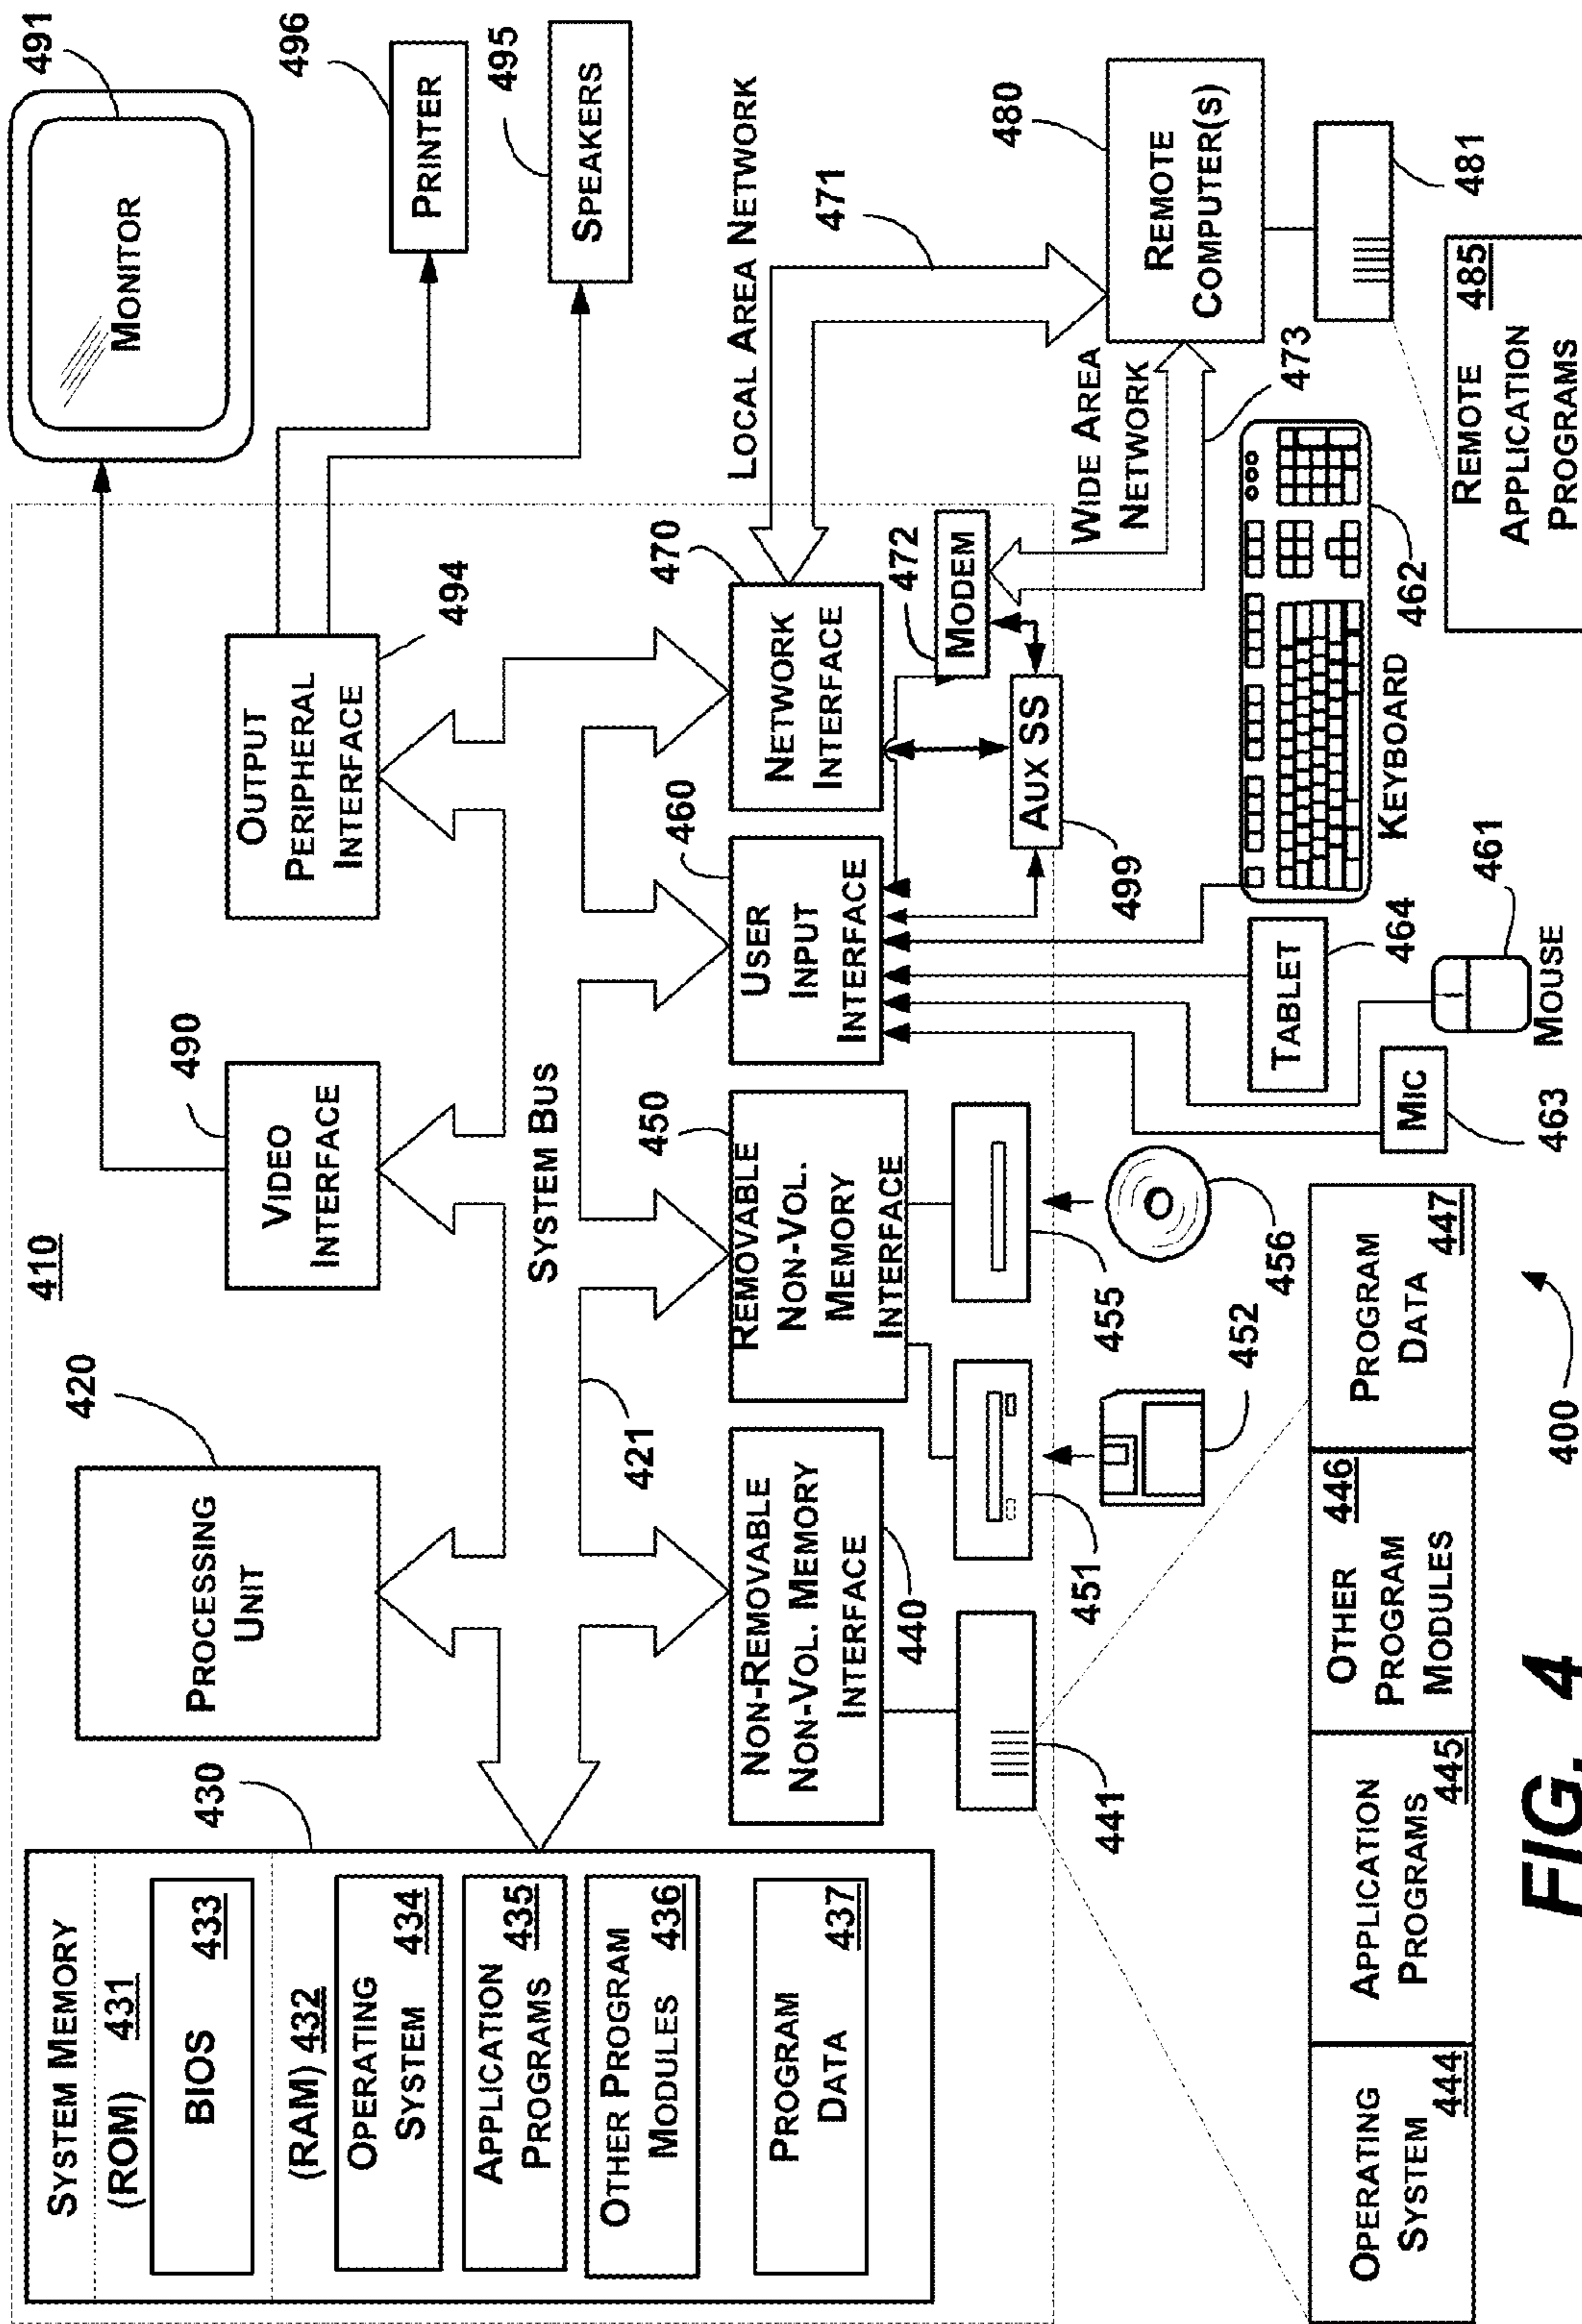 SYSTEM MEMORY
(ROM) 431
BIOS 433
(RAM) 432
OPERATING
SYSTEM 434
APPLICATION
PROGRAMS 435
OTHER PROGRAM
MODULES 436
PROGRAM
DATA 437
430
410
PROCESSING
UNIT
420
VIDEO
INTERFACE
490
OUTPUT
PERIPHERAL
INTERFACE
494
MONITOR
491
PRINTER
496
SPEAKERS
495
SYSTEM BUS
421
NON-REMOVABLE
NON-VOL. MEMORY
INTERFACE
440
REMOVABLE
NON-VOL.
MEMORY
INTERFACE
450
USER
INPUT
INTERFACE
460
NETWORK
INTERFACE
470
LOCAL AREA NETWORK
471
MODEM
472
AUX SS
499
WIDE AREA
NETWORK
473
REMOTE
COMPUTER(S)
480
481
REMOTE 485
APPLICATION
PROGRAMS
441
451
452
455
456
MIC
463
TABLET
464
MOUSE
461
KEYBOARD
462
OPERATING
SYSTEM 444
APPLICATION
PROGRAMS 445
OTHER 446
PROGRAM
MODULES
PROGRAM
DATA 447
400
FIG. 4